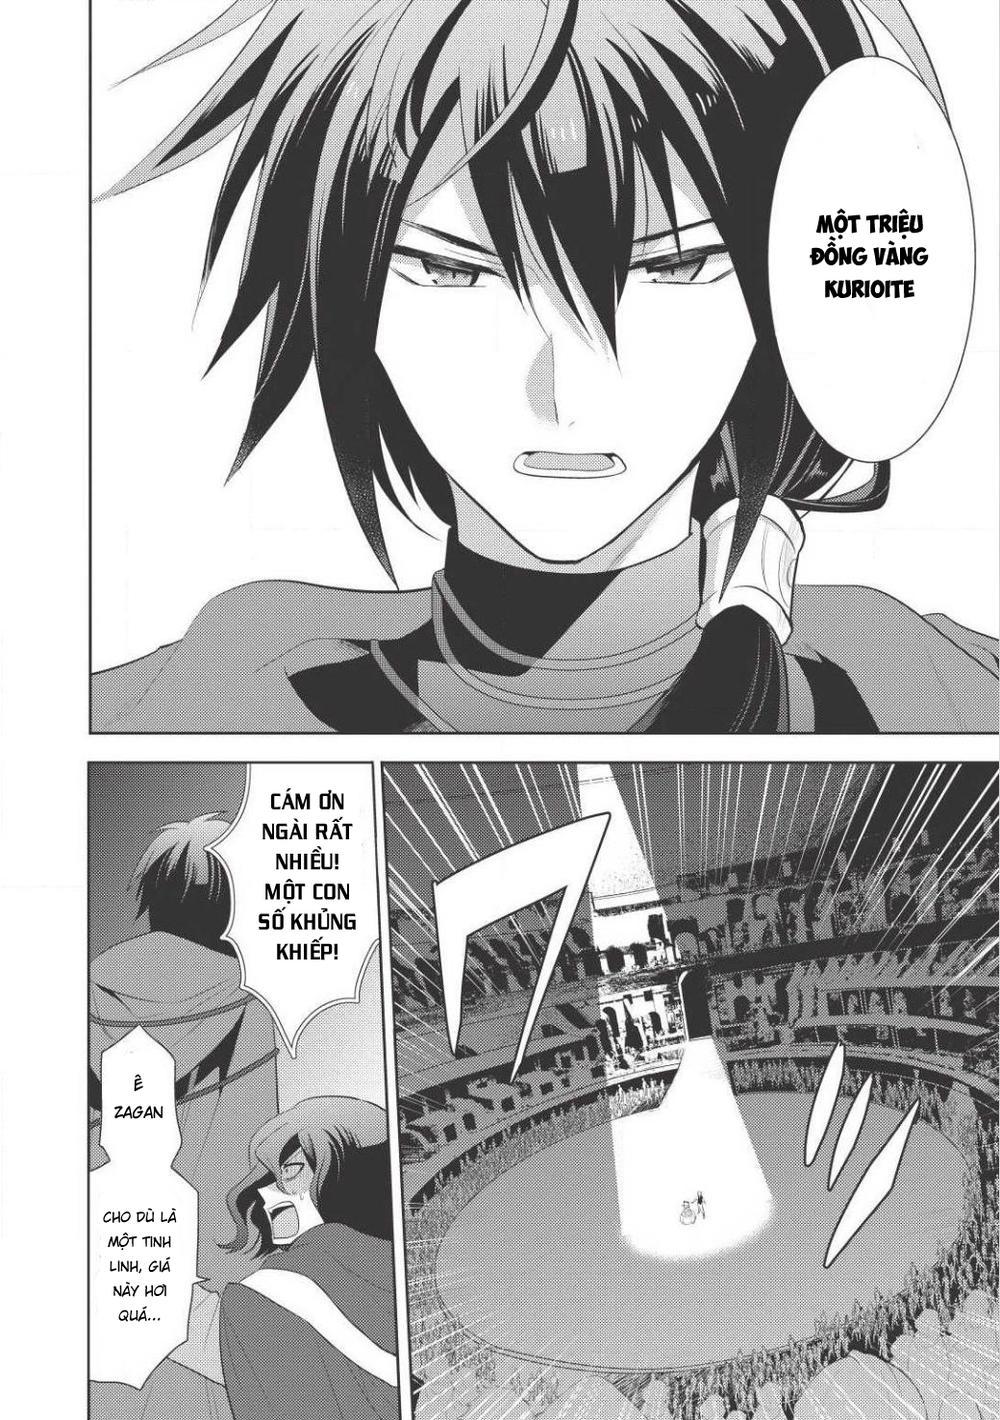 MỘT TRIỆU
ĐỒNG VÀNG
KURIOITE
CÁM ƠN
NGÀI RẤT
NHIỀU!
MỘT CON
SỐ KHỦNG
KHIẾP!
Ê
ZAGAN
CHO DÙ LÀ
MỘT TINH
LINH, GIÁ
NÀY HƠI
QUÁ...